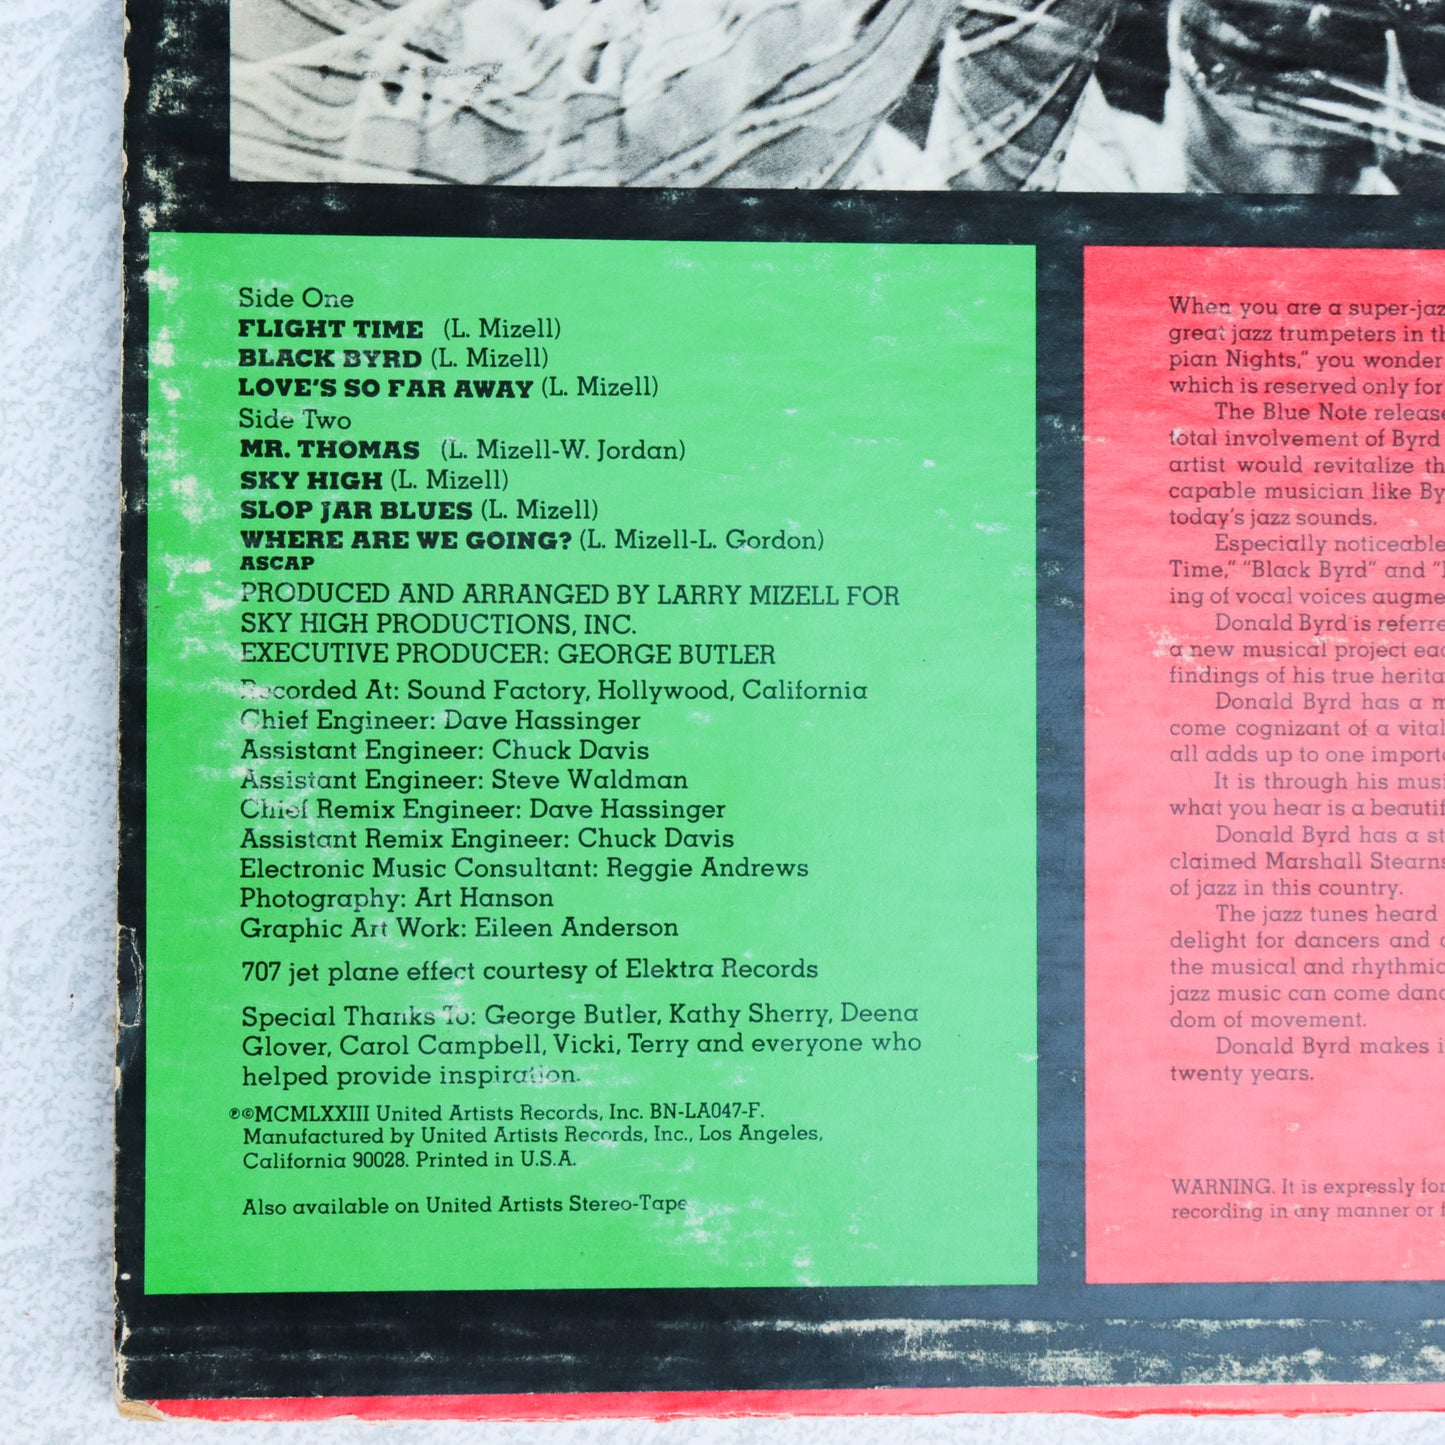 Side One
FLIGHT TIME (L. Mizell)
BLACK BYRD (L. Mizell)
LOVE'S SO FAR AWAY (L. Mizell)
Side Two
MR. THOMAS (L. Mizell-W. Jordan)
SKY HIGH (L. Mizell)
SLOP JAR BLUES (L. Mizell)
WHERE ARE WE GOING? (L. Mizell-L. Gordon)
ASCAP
PRODUCED AND ARRANGED BY LARRY MIZELL FOR
SKY HIGH PRODUCTIONS, INC.
EXECUTIVE PRODUCER: GEORGE BUTLER
Recorded At: Sound Factory, Hollywood, California
Chief Engineer: Dave Hassinger
Assistant Engineer: Chuck Davis
Assistant Engineer: Steve Waldman
Chief Remix Engineer: Dave Hassinger
Assistant Remix Engineer: Chuck Davis
Electronic Music Consultant: Reggie Andrews
Photography: Art Hanson
Graphic Art Work: Eileen Anderson
707 jet plane effect courtesy of Elektra Records
Special Thanks To: George Butler, Kathy Sherry, Deena
Glover, Carol Campbell, Vicki, Terry and everyone who
helped provide inspiration.
℗©MCMLXXIII United Artists Records, Inc. BN-LA047-F.
Manufactured by United Artists Records, Inc., Los Angeles,
California 90028. Printed in U.S.A.
Also available on United Artists Stereo-Tape
When you are a super-jaz
great jazz trumpeters in th
pian Nights," you wonder
which is reserved only for
The Blue Note release
total involvement of Byrd
artist would revitalize th
capable musician like By
today's jazz sounds.
Especially noticeable
Time," "Black Byrd" and "
ing of vocal voices augme
Donald Byrd is referre
a new musical project eac
findings of his true herita
Donald Byrd has a m
come cognizant of a vital
all adds up to one importa
It is through his musi
what you hear is a beautif
Donald Byrd has a st
claimed Marshall Stearns
of jazz in this country.
The jazz tunes heard
delight for dancers and
the musical and rhythmic
jazz music can come danc
dom of movement.
Donald Byrd makes i
twenty years.
WARNING. It is expressly for
recording in any manner or f